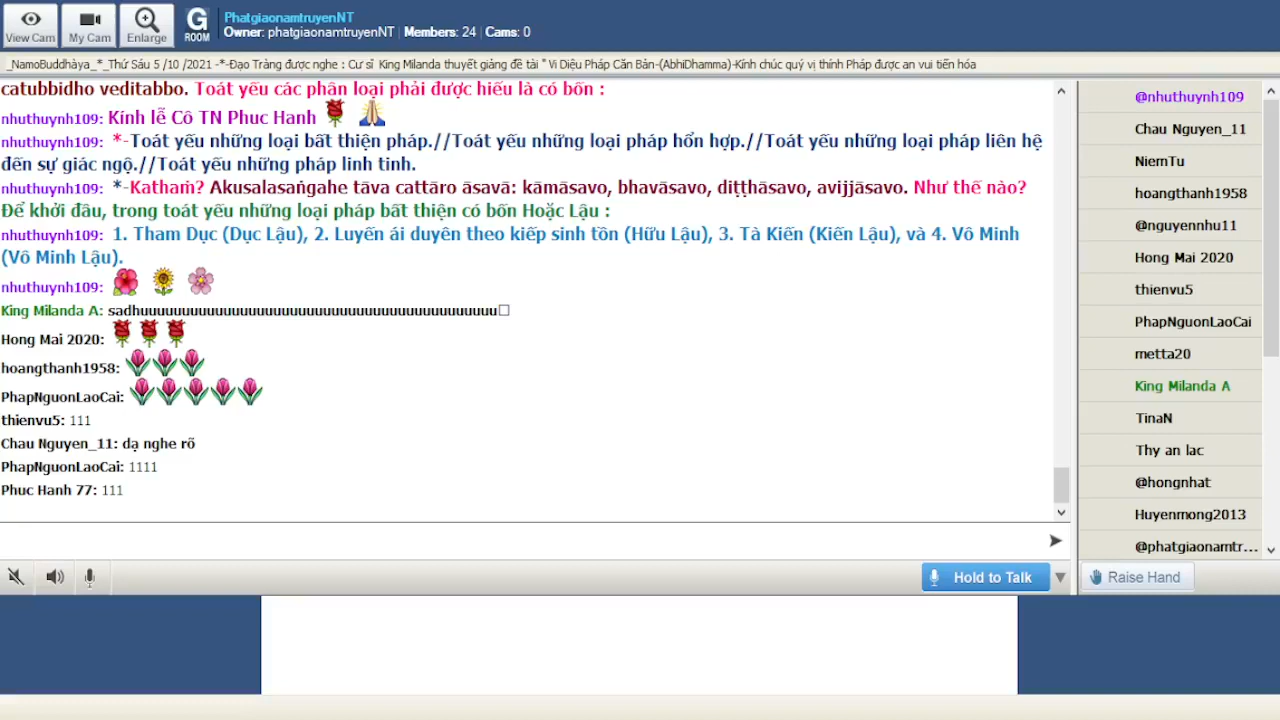 View Cam
My Cam
Enlarge
G
ROOM
PhatgiaonamtruyenNT
Owner: phatgiaonamtruyenNT | Members: 24 | Cams: 0
_NamoBuddhàya_*_Thứ Sáu 5 /10 /2021 -*-Đạo Tràng được nghe : Cư sĩ King Milanda thuyết giảng đề tài " Vi Diệu Pháp Căn Bản-(AbhiDhamma)-Kính chúc quý vị thính Pháp được an vui tiến hóa
catubbidho veditabbo. Toát yếu các phân loại phải được hiểu là có bốn :
nhuthuynh109: Kính lễ Cô TN Phuc Hanh
nhuthuynh109: *-Toát yếu những loại bất thiện pháp.//Toát yếu những loại pháp hổn hợp.//Toát yếu những loại pháp liên hệ
đến sự giác ngộ.//Toát yếu những pháp linh tinh.
nhuthuynh109: *-Kathaṁ? Akusalasaṅgahe tāva cattāro āsavā: kāmāsavo, bhavāsavo, diṭṭhāsavo, avijjāsavo. Như thế nào?
Để khởi đầu, trong toát yếu những loại pháp bất thiện có bốn Hoặc Lậu :
nhuthuynh109: 1. Tham Dục (Dục Lậu), 2. Luyến ái duyên theo kiếp sinh tồn (Hữu Lậu), 3. Tà Kiến (Kiến Lậu), và 4. Vô Minh
(Vô Minh Lậu).
nhuthuynh109:
King Milanda A: sadhuuuuuuuuuuuuuuuuuuuuuuuuuuuuuuuuuuuuuuuuuuuu□
Hong Mai 2020:
hoangthanh1958:
PhapNguonLaoCai:
thienvu5: 111
Chau Nguyen_11: dạ nghe rõ
PhapNguonLaoCai: 1111
Phuc Hanh 77: 111
@nhuthuynh109
Chau Nguyen_11
NiemTu
hoangthanh1958
@nguyennhu11
Hong Mai 2020
thienvu5
PhapNguonLaoCai
metta20
King Milanda A
TinaN
Thy an lac
@hongnhat
Huyenmong2013
@phatgiaonamtr...
Hold to Talk
Raise Hand